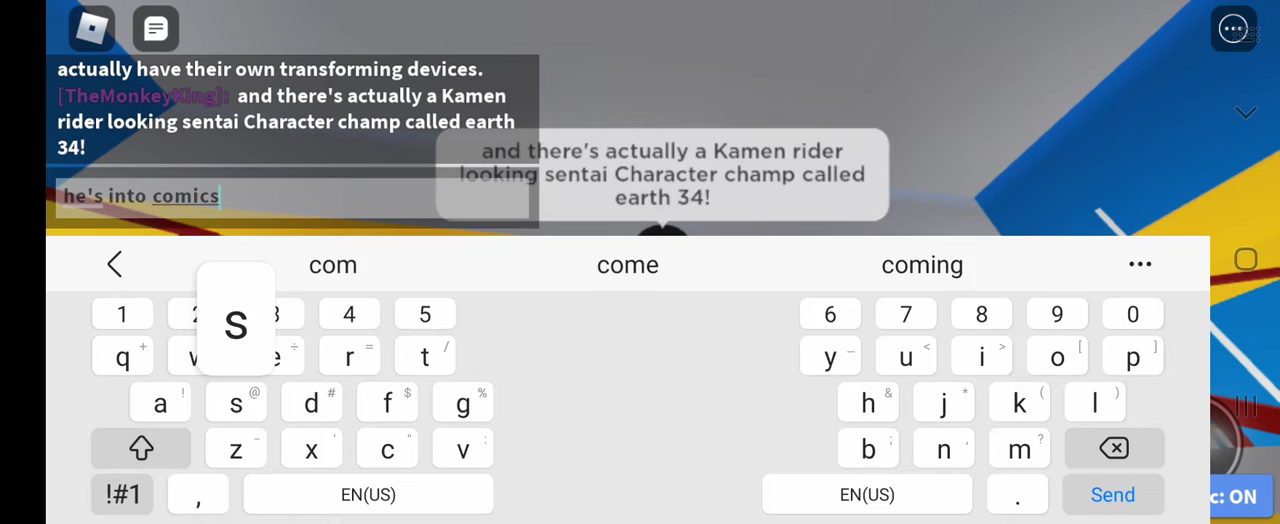 actually have their own transforming devices.
[TheMonkeyKing]: and there's actually a Kamen
rider looking sentai Character champ called earth
34!
and there's actually a Kamen rider
looking sentai Character champ called
earth 34!
he's into comics
com come coming
s
1 2 3 4 5 6 7 8 9 0
q + w e ÷ r = t / y _ u < i > o [ p ]
a ! s @ d # f $ g % h & j * k ( l )
z - x ' c " v : b ; n , m ?
!#1 , EN(US) EN(US) . Send
c: ON